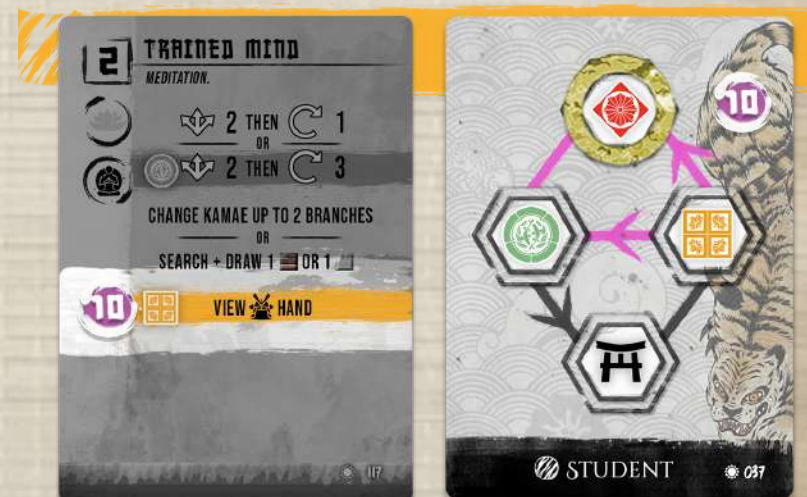 2
TRAINED MIND
MEDITATION.
2 THEN 1
OR
2 THEN 3
CHANGE KAMAE UP TO 2 BRANCHES
OR
SEARCH + DRAW 1 OR 1
10 VIEW HAND
117
10
STUDENT
037